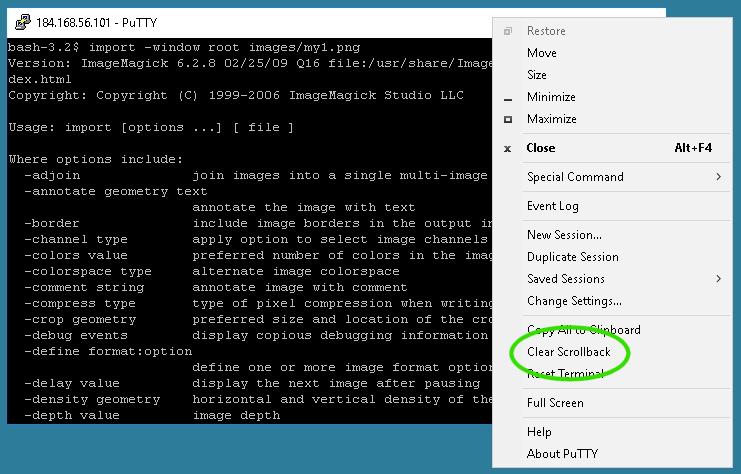 184.168.56.101 - PuTTY
bash-3.2$ import -window root images/my1.png
Version: ImageMagick 6.2.8 02/25/09 Q16 file:/usr/share/Image
dex.html
Copyright: Copyright (C) 1999-2006 ImageMagick Studio LLC
Usage: import [options ...] [ file ]
Where options include:
-adjoin join images into a single multi-image
-annotate geometry text
annotate the image with text
-border include image borders in the output im
-channel type apply option to select image channels
-colors value preferred number of colors in the imag
-colorspace type alternate image colorspace
-comment string annotate image with comment
-compress type type of pixel compression when writing
-crop geometry preferred size and location of the cro
-debug events display copious debugging information
-define format:option
define one or more image format option
-delay value display the next image after pausing
-density geometry horizontal and vertical density of the
-depth value image depth
Restore
Move
Size
Minimize
Maximize
Close Alt+F4
Special Command
Event Log
New Session...
Duplicate Session
Saved Sessions
Change Settings...
Copy All to Clipboard
Clear Scrollback
Reset Terminal
Full Screen
Help
About PuTTY